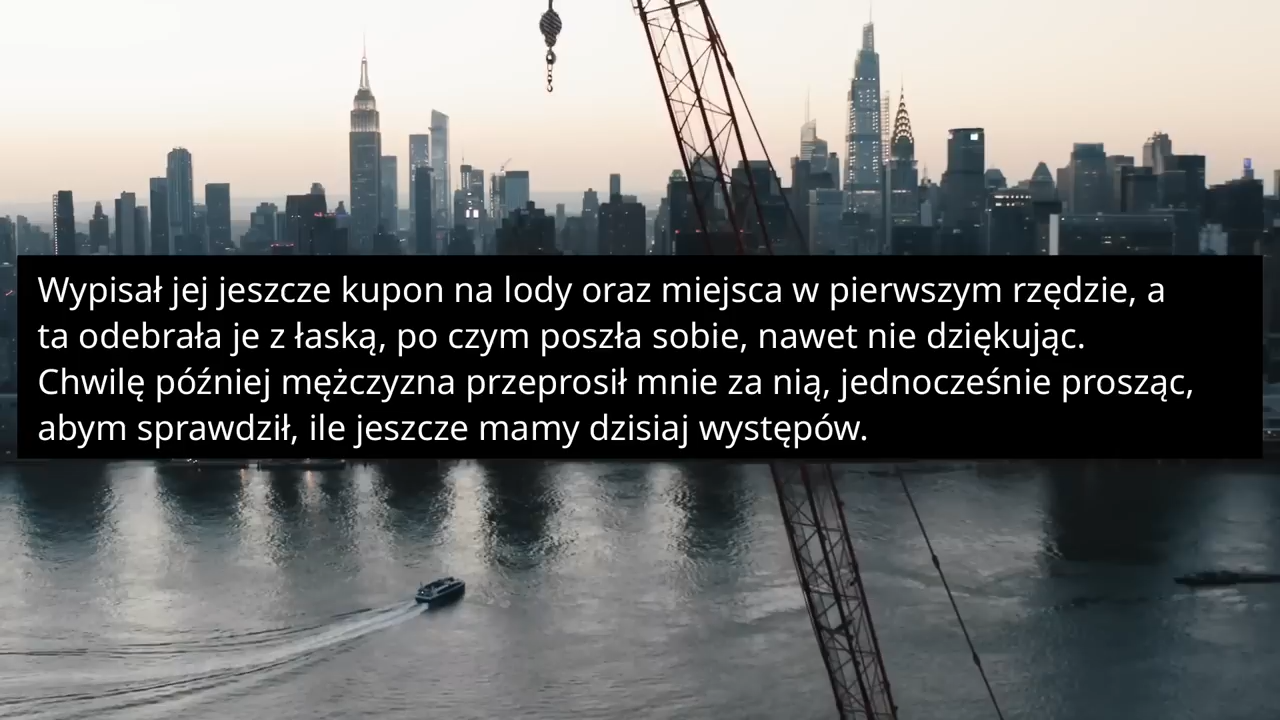 Wypisał jej jeszcze kupon na lody oraz miejsca w pierwszym rzędzie, a
ta odebrała je z łaską, po czym poszła sobie, nawet nie dziękując.
Chwilę później mężczyzna przeprosił mnie za nią, jednocześnie prosząc,
abym sprawdził, ile jeszcze mamy dzisiaj występów.